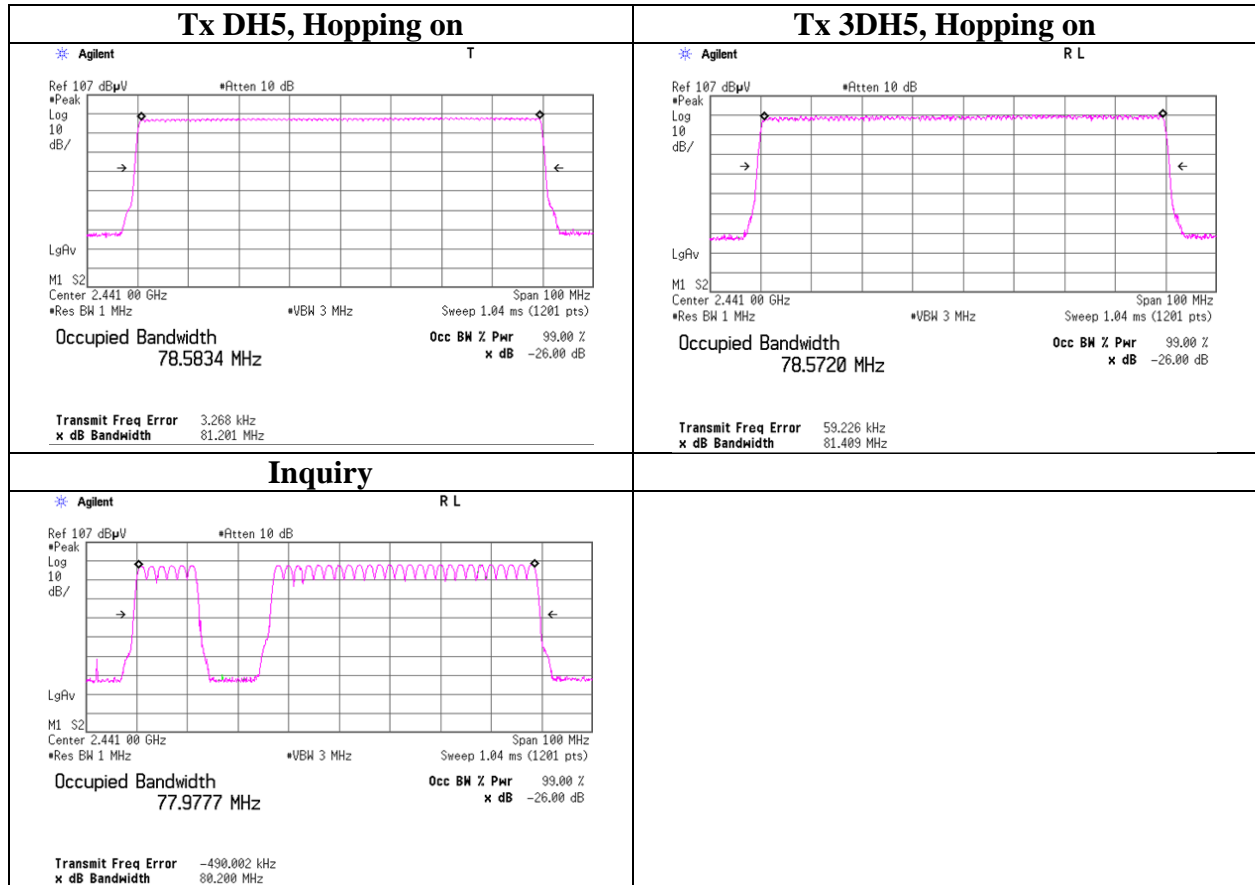 Tx DH5, Hopping on
Agilent T
Ref 107 dBµV #Atten 10 dB
#Peak
Log
10
dB/
LgAv
M1 S2
Center 2.441 00 GHz Span 100 MHz
#Res BW 1 MHz #VBW 3 MHz Sweep 1.04 ms (1201 pts)
Occupied Bandwidth Occ BW % Pwr 99.00 %
78.5834 MHz x dB -26.00 dB
Transmit Freq Error 3.268 kHz
x dB Bandwidth 81.201 MHz
Tx 3DH5, Hopping on
Agilent R L
Ref 107 dBµV #Atten 10 dB
#Peak
Log
10
dB/
LgAv
M1 S2
Center 2.441 00 GHz Span 100 MHz
#Res BW 1 MHz #VBW 3 MHz Sweep 1.04 ms (1201 pts)
Occupied Bandwidth Occ BW % Pwr 99.00 %
78.5720 MHz x dB -26.00 dB
Transmit Freq Error 59.226 kHz
x dB Bandwidth 81.409 MHz
Inquiry
Agilent R L
Ref 107 dBµV #Atten 10 dB
#Peak
Log
10
dB/
LgAv
M1 S2
Center 2.441 00 GHz Span 100 MHz
#Res BW 1 MHz #VBW 3 MHz Sweep 1.04 ms (1201 pts)
Occupied Bandwidth Occ BW % Pwr 99.00 %
77.9777 MHz x dB -26.00 dB
Transmit Freq Error -490.002 kHz
x dB Bandwidth 80.200 MHz